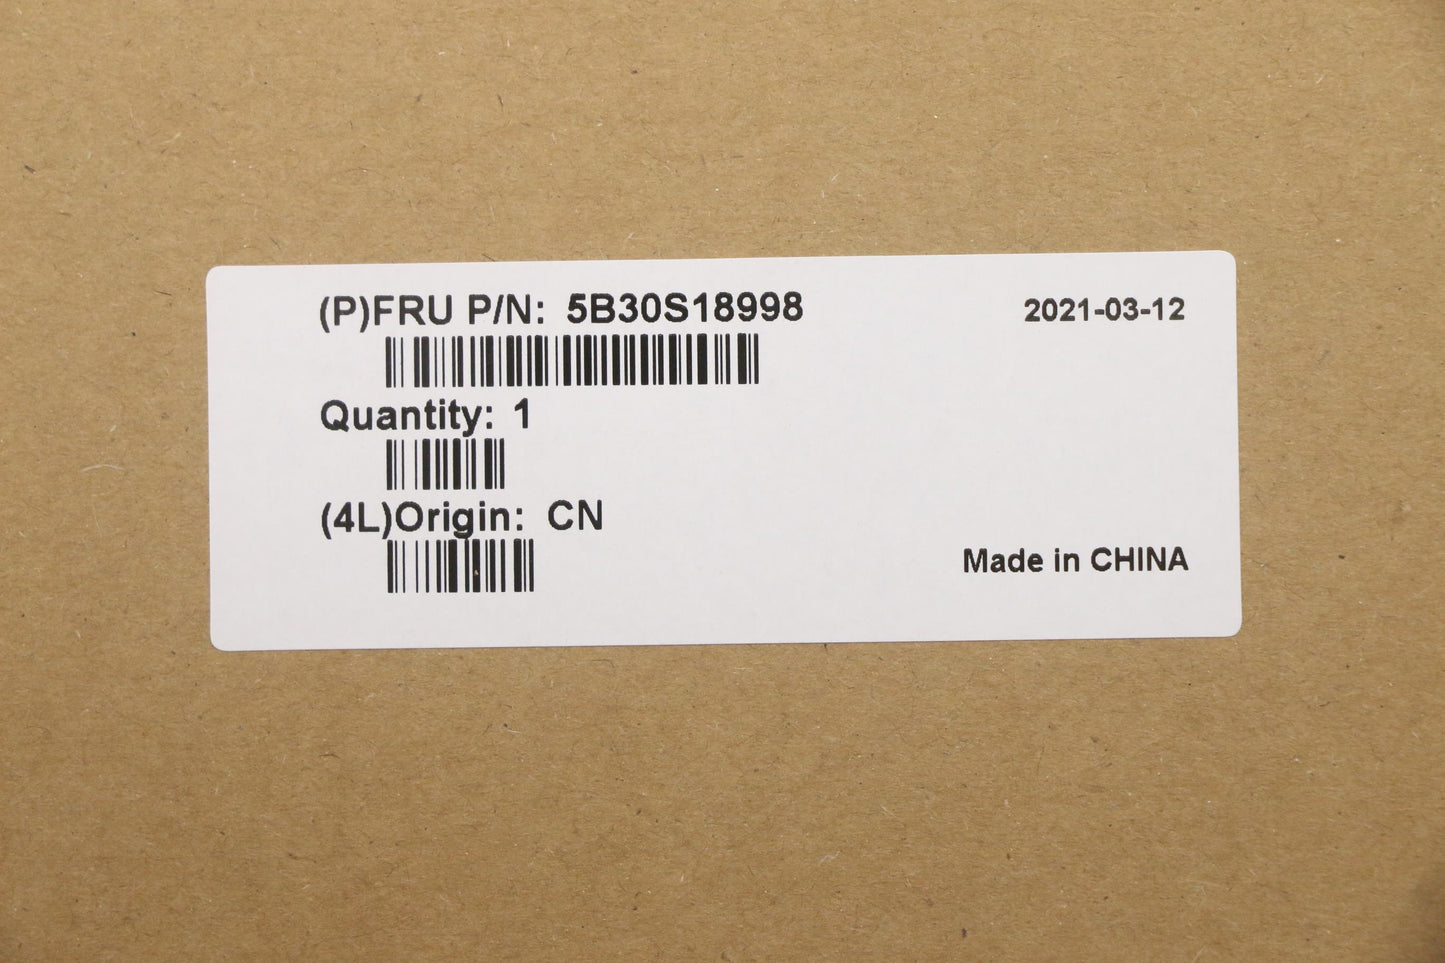 (P)FRU P/N: 5B30S18998
2021-03-12
Quantity: 1
(4L)Origin: CN
Made in CHINA